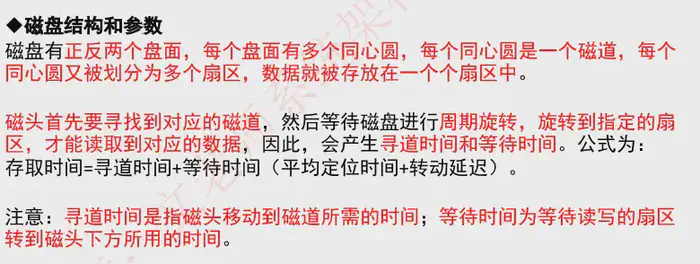 ◆磁盘结构和参数
磁盘有正反两个盘面，每个盘面有多个同心圆，每个同心圆是一个磁道，每个
同心圆又被划分为多个扇区，数据就被存放在一个个扇区中。
磁头首先要寻找到对应的磁道，然后等待磁盘进行周期旋转，旋转到指定的扇
区，才能读取到对应的数据，因此，会产生寻道时间和等待时间。公式为：
存取时间=寻道时间+等待时间（平均定位时间+转动延迟）。
注意：寻道时间是指磁头移动到磁道所需的时间；等待时间为等待读写的扇区
转到磁头下方所用的时间。